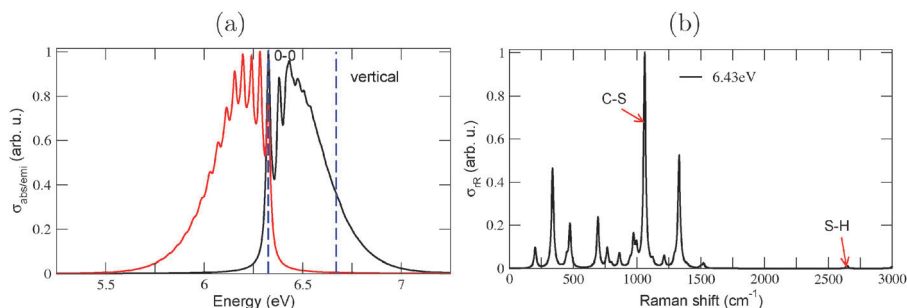 (a)
(b)
0-0
vertical
σabs/emi (arb. u.)
1
0.8
0.6
0.4
0.2
0
5.5
6
6.5
7
Energy (eV)
6.43eV
C-S
S-H
σrR (arb. u.)
1
0.8
0.6
0.4
0.2
0
0
500
1000
1500
2000
2500
3000
Raman shift (cm⁻¹)